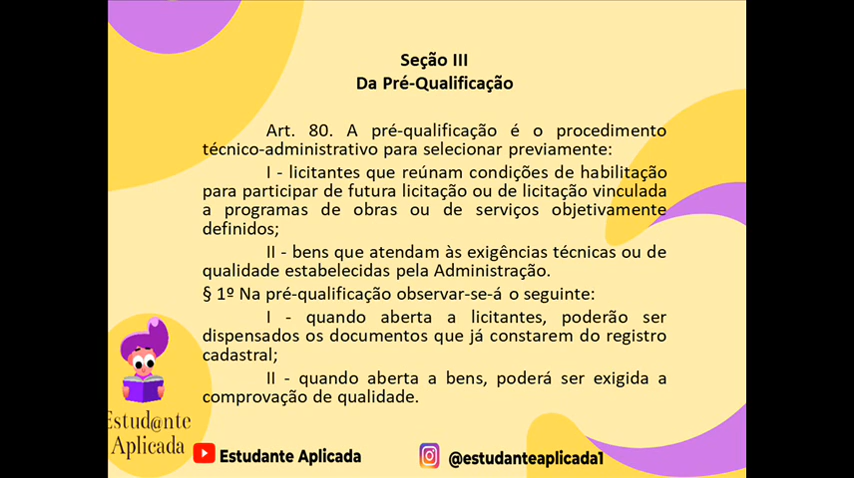 Seção III
Da Pré-Qualificação
Art. 80. A pré-qualificação é o procedimento
técnico-administrativo para selecionar previamente:
I - licitantes que reúnam condições de habilitação
para participar de futura licitação ou de licitação vinculada
a programas de obras ou de serviços objetivamente
definidos;
II - bens que atendam às exigências técnicas ou de
qualidade estabelecidas pela Administração.
§ 1º Na pré-qualificação observar-se-á o seguinte:
I - quando aberta a licitantes, poderão ser
dispensados os documentos que já constarem do registro
cadastral;
II - quando aberta a bens, poderá ser exigida a
comprovação de qualidade.
Estud@nte
Aplicada
Estudante Aplicada
@estudanteaplicada1